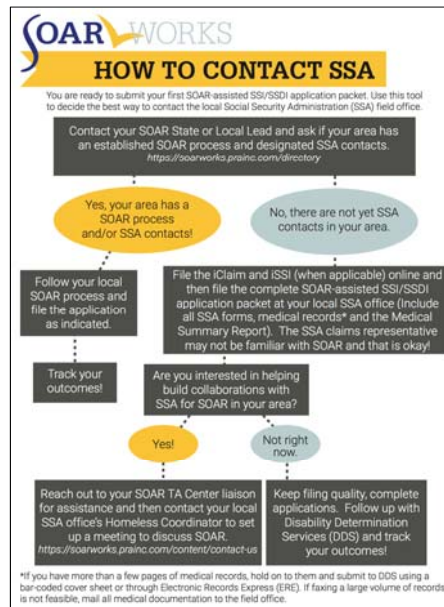 SOAR WORKS
HOW TO CONTACT SSA
You are ready to submit your first SOAR-assisted SSI/SSDI application packet. Use this tool
to decide the best way to contact the local Social Security Administration (SSA) field office.
Contact your SOAR State or Local Lead and ask if your area has
an established SOAR process and designated SSA contacts.
https://soarworks.prainc.com/directory
Yes, your area has a
SOAR process
and/or SSA contacts!
No, there are not yet SSA
contacts in your area.
Follow your local
SOAR process and
file the application
as indicated.
File the iClaim and iSSI (when applicable) online and
then file the complete SOAR-assisted SSI/SSDI
application packet at your local SSA office (Include
all SSA forms, medical records* and the Medical
Summary Report). The SSA claims representative
may not be familiar with SOAR and that is okay!
Track your
outcomes!
Are you interested in helping
build collaborations with
SSA for SOAR in your area?
Yes!
Not right
now.
Reach out to your SOAR TA Center liaison
for assistance and then contact your local
SSA office's Homeless Coordinator to set
up a meeting to discuss SOAR.
https://soarworks.prainc.com/content/contact-us
Keep filing quality, complete
applications. Follow up with
Disability Determination
Services (DDS) and track
your outcomes!
*If you have more than a few pages of medical records, hold on to them and submit to DDS using a
bar-coded cover sheet or through Electronic Records Express (ERE). If faxing a large volume of records
is not feasible, mail all medical documentation to the field office.